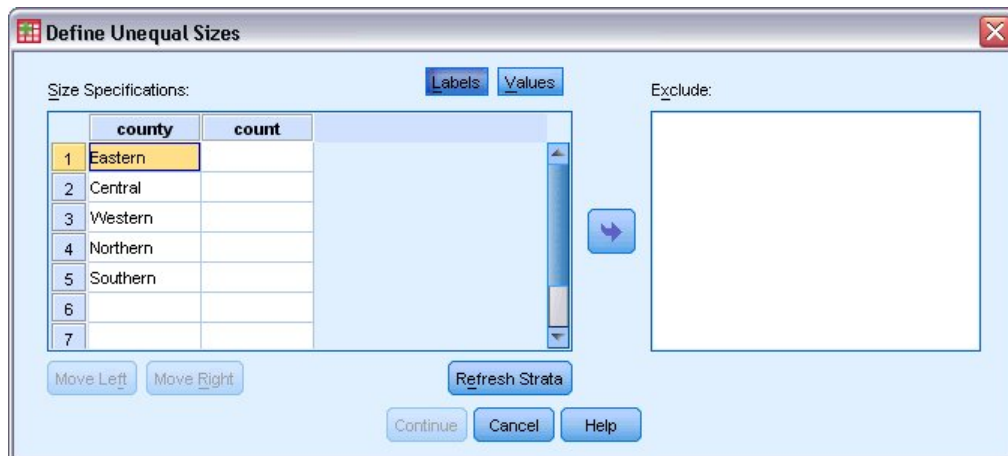 Define Unequal Sizes
Size Specifications:
Labels Values
Exclude:
county count
1 Eastern
2 Central
3 Western
4 Northern
5 Southern
6
7
Move Left Move Right Refresh Strata
Continue Cancel Help